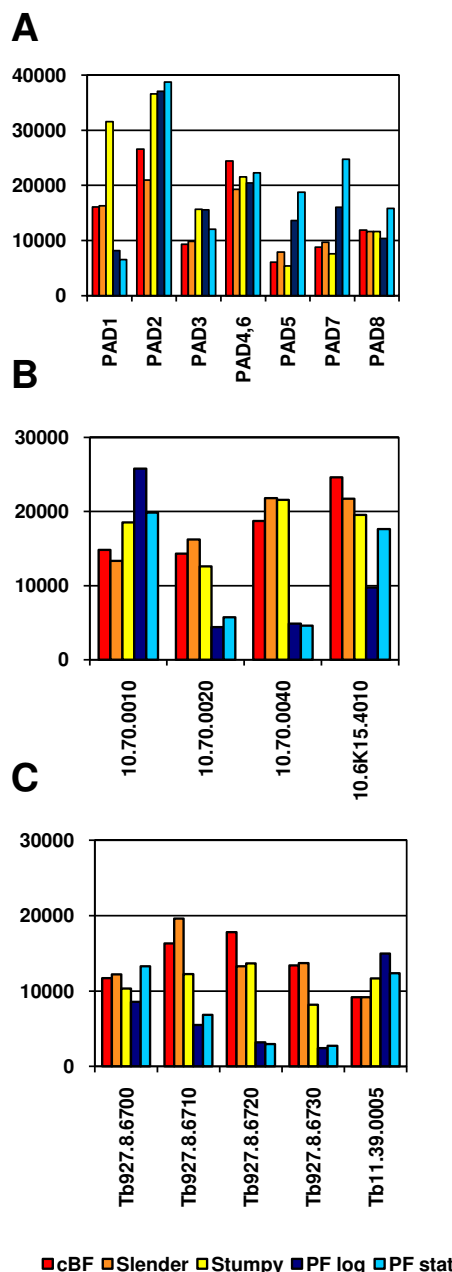 A
40000
30000
20000
10000
0
PAD1
PAD2
PAD3
PAD4,6
PAD5
PAD7
PAD8
B
30000
20000
10000
0
10.70.0010
10.70.0020
10.70.0040
10.6K15.4010
C
30000
20000
10000
0
Tb927.8.6700
Tb927.8.6710
Tb927.8.6720
Tb927.8.6730
Tb11.39.0005
cBF Slender Stumpy PF log PF stat